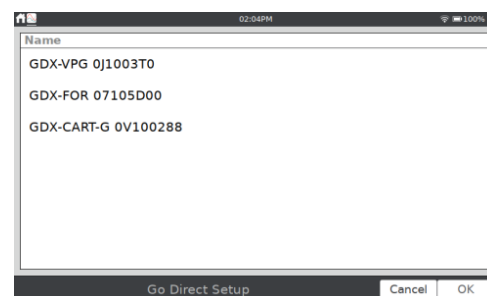 02:04PM 100%
Name
GDX-VPG 0J1003T0
GDX-FOR 07105D00
GDX-CART-G 0V100288
Go Direct Setup Cancel OK